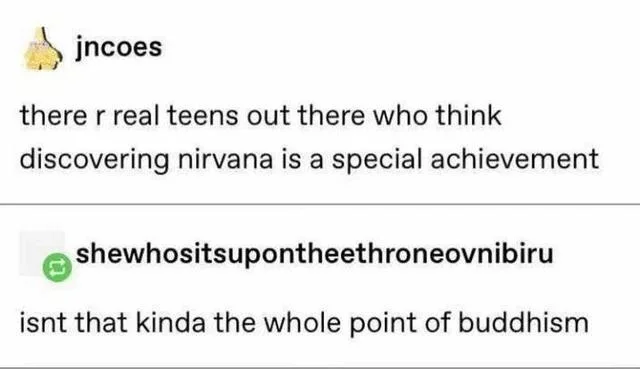 jncoes
there r real teens out there who think
discovering nirvana is a special achievement
shewhositsupontheethroneovnibiru
isnt that kinda the whole point of buddhism